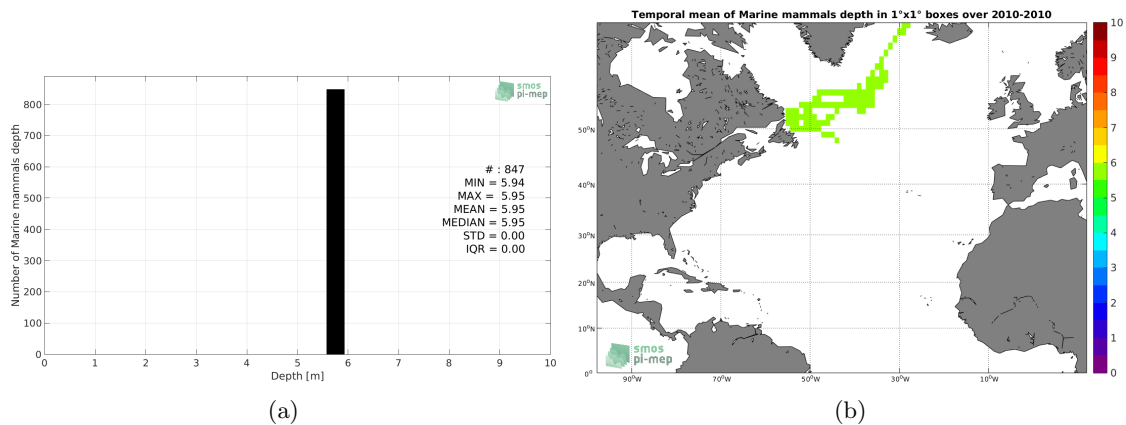 smos
pi-mep
800
700
600
500
400
300
200
100
0
Number of Marine mammals depth
# : 847
MIN = 5.94
MAX = 5.95
MEAN = 5.95
MEDIAN = 5.95
STD = 0.00
IQR = 0.00
0 1 2 3 4 5 6 7 8 9 10
Depth [m]
(a)
Temporal mean of Marine mammals depth in 1°x1° boxes over 2010-2010
50°N
40°N
30°N
20°N
10°N
0°
90°W 70°W 50°W 30°W 10°W
smos
pi-mep
10
9
8
7
6
5
4
3
2
1
0
(b)